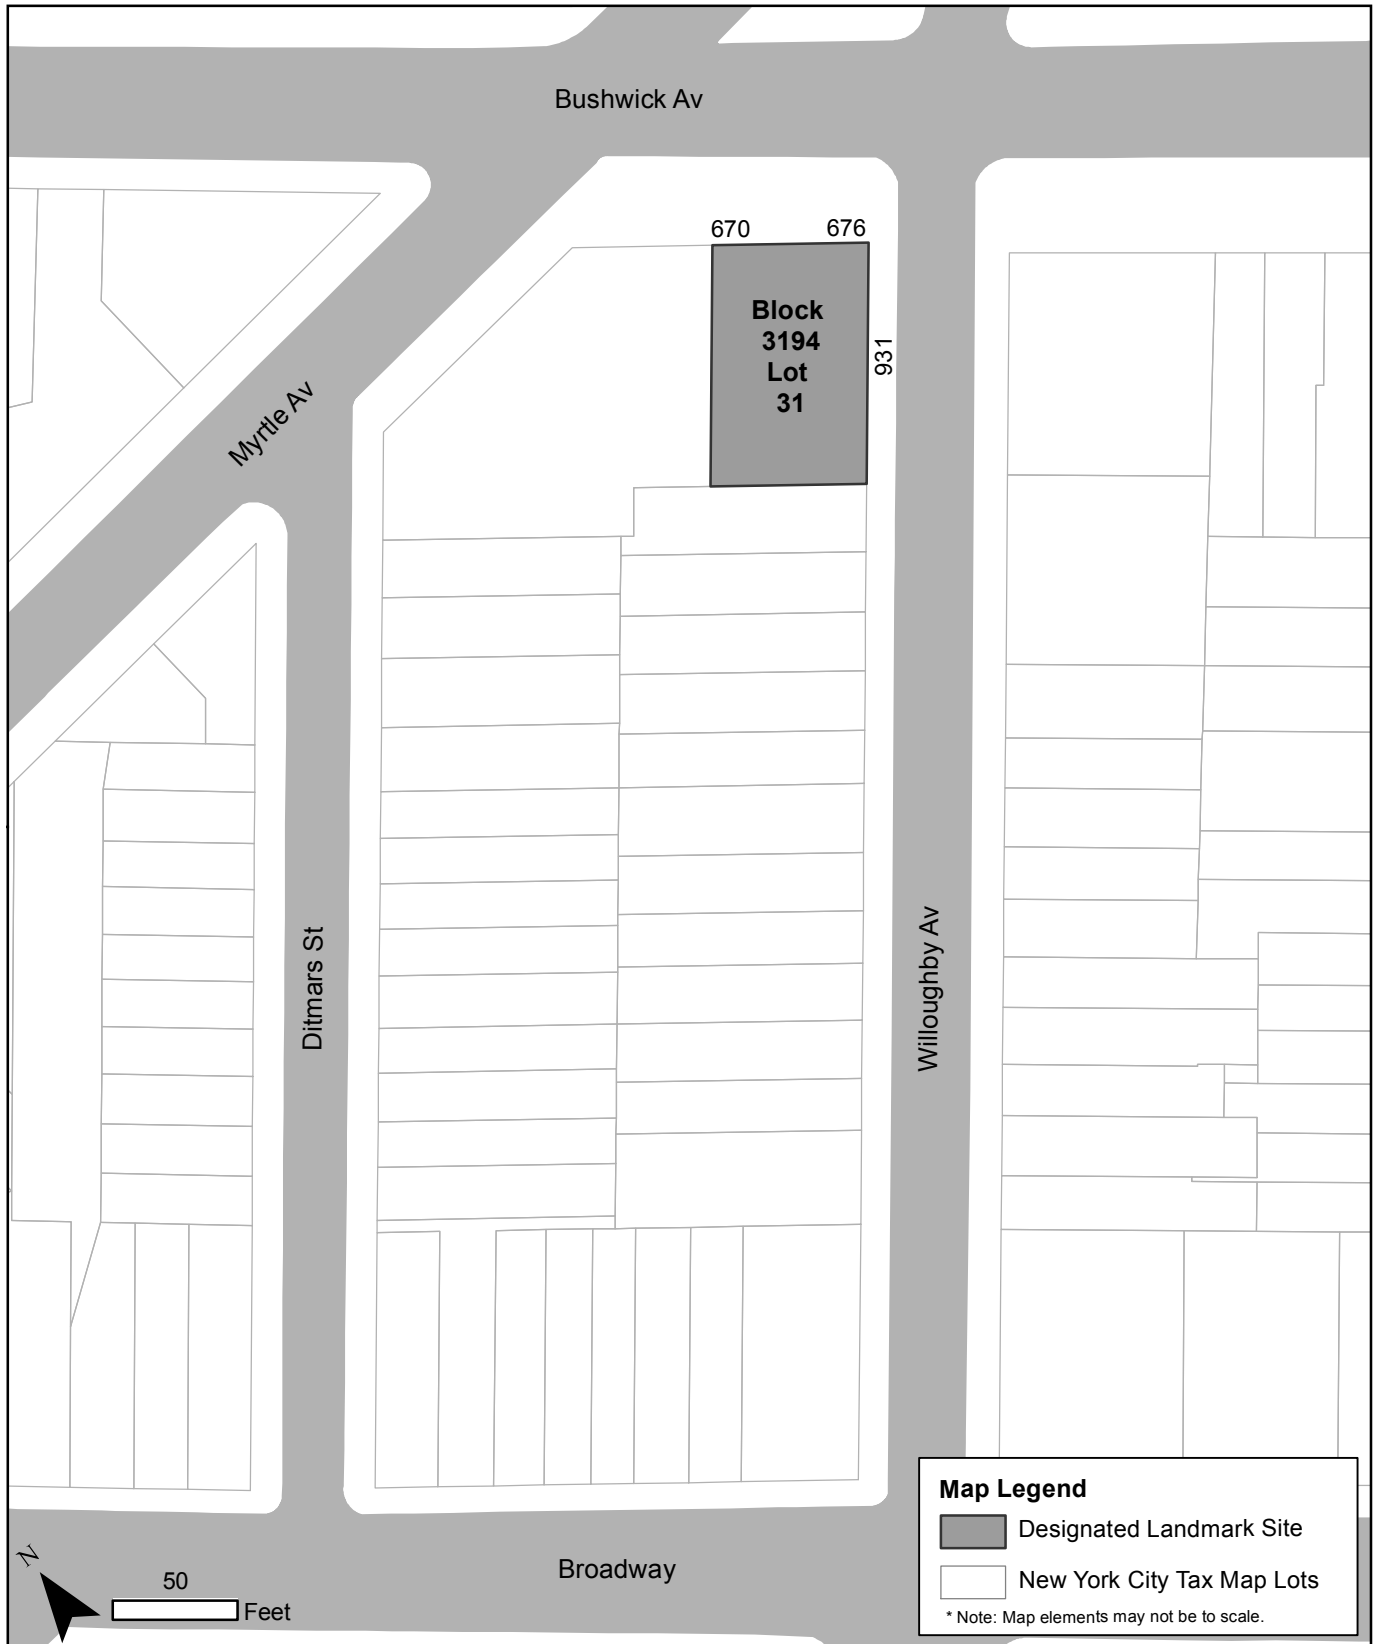 Bushwick Av
670
676
Block
3194
Lot
31
931
Myrtle Av
Ditmars St
Willoughby Av
Map Legend
Designated Landmark Site
New York City Tax Map Lots
* Note: Map elements may not be to scale.
Broadway
N
50
Feet